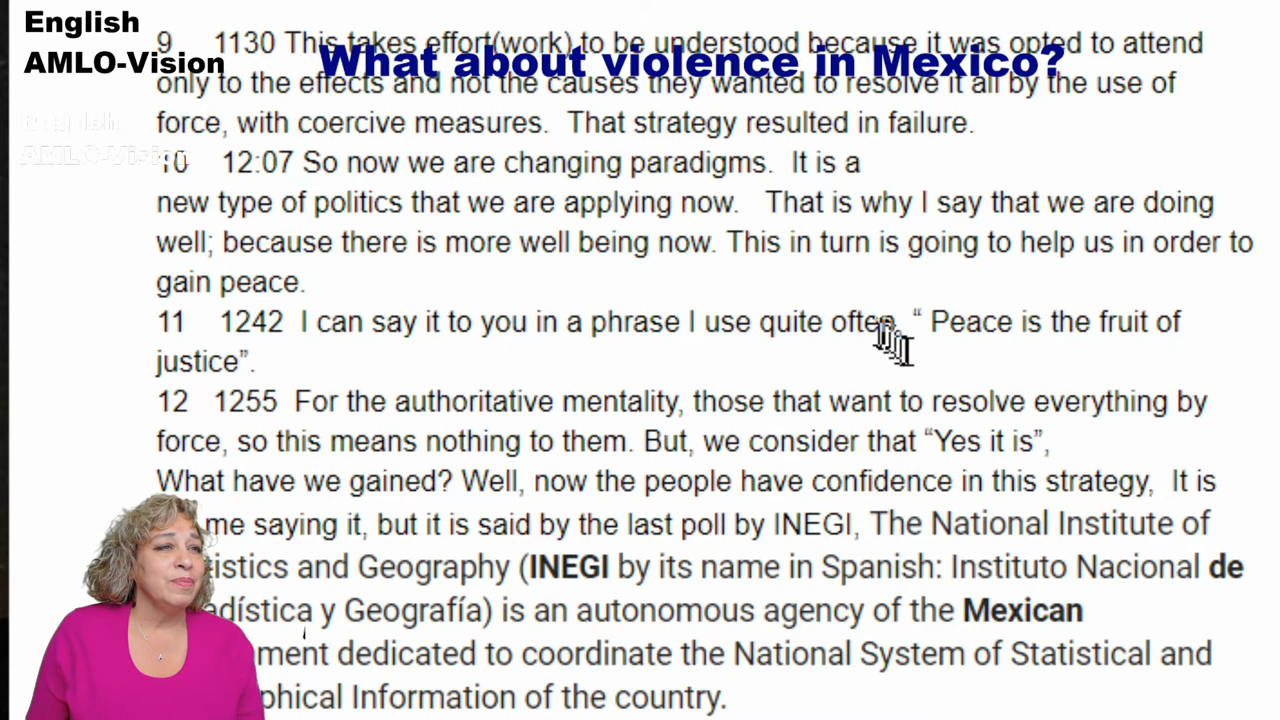 English
AMLO-Vision
What about violence in Mexico?
9 1130 This takes effort(work) to be understood because it was opted to attend
only to the effects and not the causes they wanted to resolve it all by the use of
force, with coercive measures. That strategy resulted in failure.
English
AMLO-Vision
10 12:07 So now we are changing paradigms. It is a
new type of politics that we are applying now. That is why I say that we are doing
well; because there is more well being now. This in turn is going to help us in order to
gain peace.
11 1242 I can say it to you in a phrase I use quite often, “ Peace is the fruit of
justice”.
12 1255 For the authoritative mentality, those that want to resolve everything by
force, so this means nothing to them. But, we consider that “Yes it is”,
What have we gained? Well, now the people have confidence in this strategy, It is
me saying it, but it is said by the last poll by INEGI, The National Institute of
and Geography (INEGI by its name in Spanish: Instituto Nacional de
y Geografía) is an autonomous agency of the Mexican
dedicated to coordinate the National System of Statistical and
Information of the country.